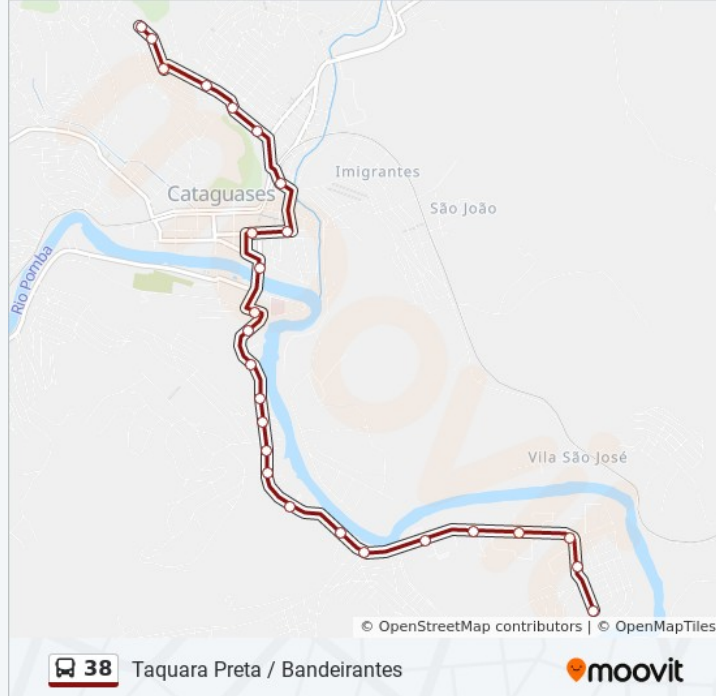 Imigrantes
Cataguases
São João
Rio Pomba
Vila São José
© OpenStreetMap contributors | © OpenMapTiles
38 Taquara Preta / Bandeirantes
moovit